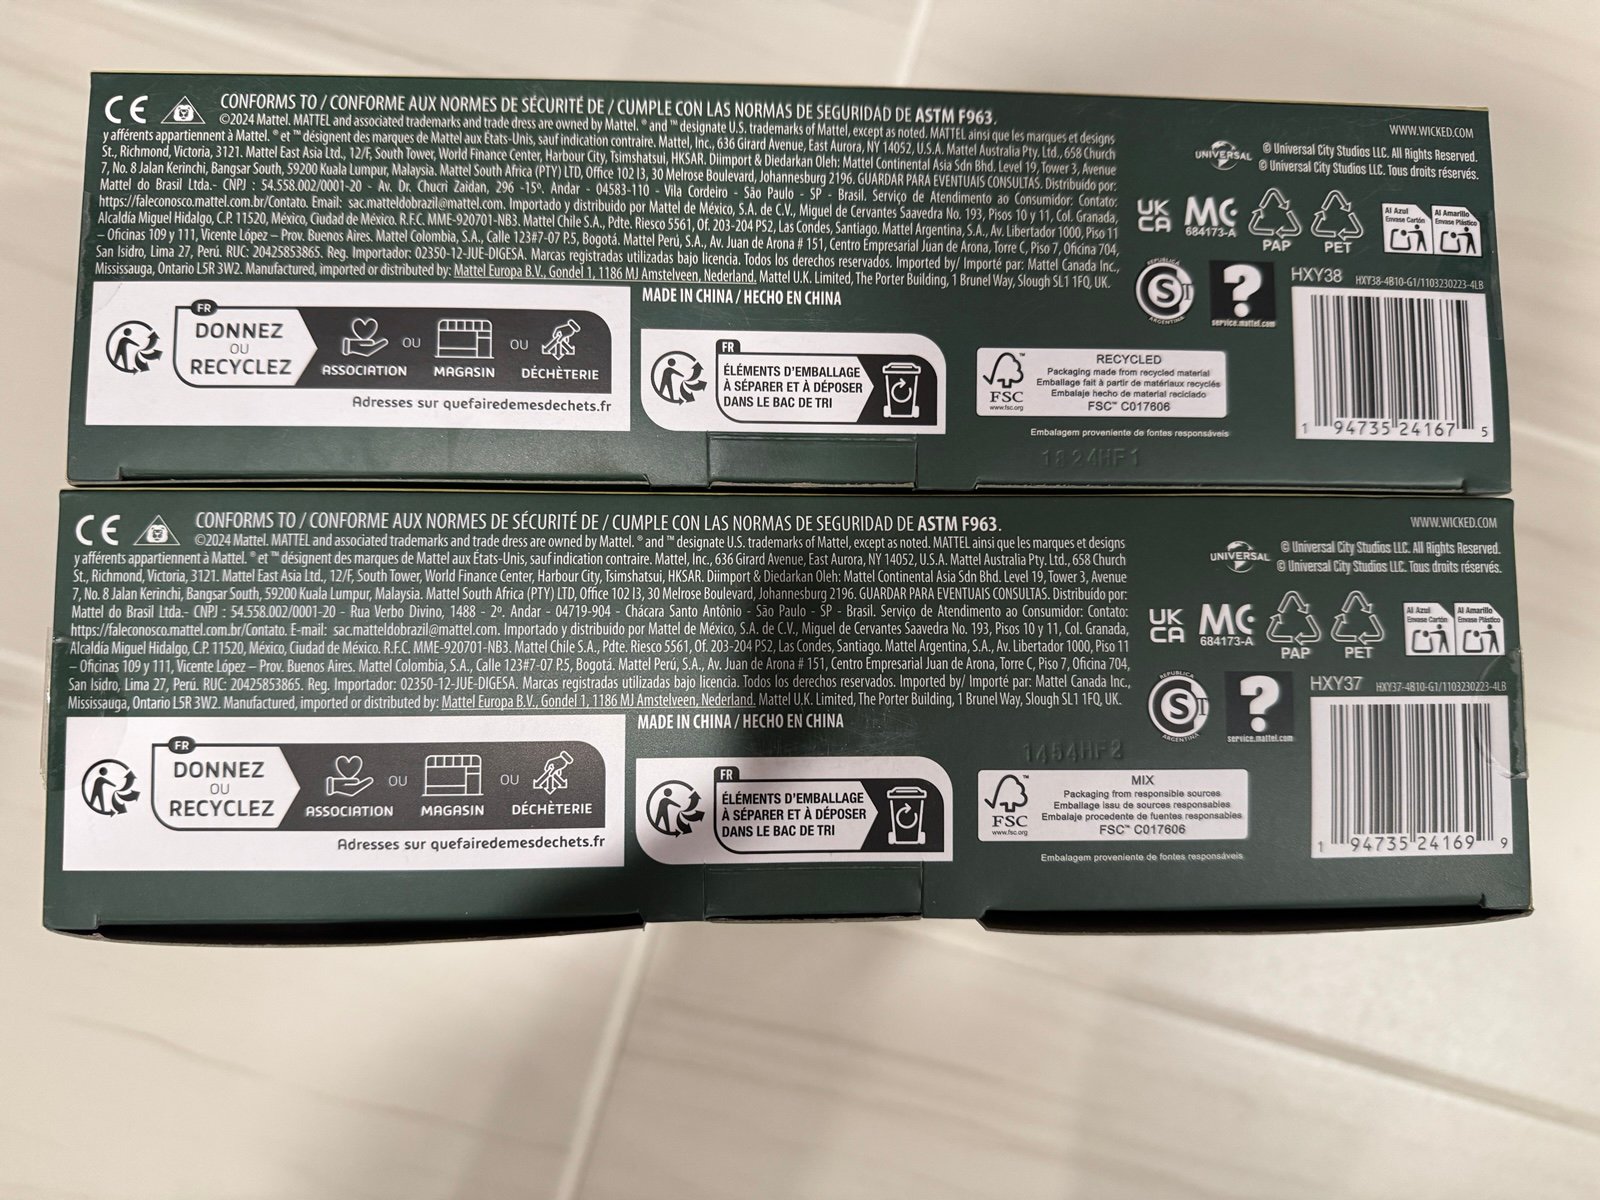 CE
CONFORMS TO / CONFORME AUX NORMES DE SÉCURITÉ DE / CUMPLE CON LAS NORMAS DE SEGURIDAD DE ASTM F963.
©2024 Mattel. MATTEL and associated trademarks and trade dress are owned by Mattel. ® and ™ designate U.S. trademarks of Mattel, except as noted. MATTEL ainsi que les marques et designs
y afférents appartiennent à Mattel. ® et ™ désignent des marques de Mattel aux États-Unis, sauf indication contraire. Mattel, Inc., 636 Girard Avenue, East Aurora, NY 14052, U.S.A. Mattel Australia Pty. Ltd., 658 Church
St., Richmond, Victoria, 3121. Mattel East Asia Ltd., 12/F, South Tower, World Finance Center, Harbour City, Tsimshatsui, HKSAR. Diimport & Diedarkan Oleh: Mattel Continental Asia Sdn Bhd. Level 19, Tower 3, Avenue
7, No. 8 Jalan Kerinchi, Bangsar South, 59200 Kuala Lumpur, Malaysia. Mattel South Africa (PTY) LTD, Office 102 I3, 30 Melrose Boulevard, Johannesburg 2196. GUARDAR PARA EVENTUAIS CONSULTAS. Distribuido por:
Mattel do Brasil Ltda.- CNPJ : 54.558.002/0001-20 - Av. Dr. Chucri Zaidan, 296 -15º. Andar - 04583-110 - Vila Cordeiro - São Paulo - SP - Brasil. Serviço de Atendimento ao Consumidor: Contato:
https://faleconosco.mattel.com.br/Contato. E-mail: sac.matteldobrazil@mattel.com. Importado y distribuido por Mattel de México, S.A. de C.V., Miguel de Cervantes Saavedra No. 193, Pisos 10 y 11, Col. Granada,
Alcaldía Miguel Hidalgo, C.P. 11520, México, Ciudad de México. R.F.C. MME-920701-NB3. Mattel Chile S.A., Pdte. Riesco 5561, Of. 203-204 PS2, Las Condes, Santiago. Mattel Argentina, S.A., Av. Libertador 1000, Piso 11
– Oficinas 109 y 111, Vicente López – Prov. Buenos Aires. Mattel Colombia, S.A., Calle 123#7-07 P.5, Bogotá. Mattel Perú, S.A., Av. Juan de Arona # 151, Centro Empresarial Juan de Arona, Torre C, Piso 7, Oficina 704,
San Isidro, Lima 27, Perú. RUC: 20425853865. Reg. Importador: 02350-12-JUE-DIGESA. Marcas registradas utilizadas bajo licencia. Todos los derechos reservados. Imported by/ Importé par: Mattel Canada Inc.,
Mississauga, Ontario L5R 3W2. Manufactured, imported or distributed by: Mattel Europa B.V., Gondel 1, 1186 MJ Amstelveen, Nederland. Mattel U.K. Limited, The Porter Building, 1 Brunel Way, Slough SL1 1FQ, UK.
MADE IN CHINA / HECHO EN CHINA
WWW.WICKED.COM
UNIVERSAL
© Universal City Studios LLC. All Rights Reserved.
© Universal City Studios LLC. Tous droits réservés.
UK
CA
MC
684173-A
PAP
PET
Al Azul
Envase Cartón
Al Amarillo
Envase Plástico
REPUBLICA
S
ARGENTINA
?
service.mattel.com
HXY38
HXY38-4B10-G1/1103230223-4LB
1 94735 24167 5
FR
DONNEZ
OU
RECYCLEZ
ASSOCIATION
OU
MAGASIN
OU
DÉCHÈTERIE
Adresses sur quefairedemesdechets.fr
FR
ÉLÉMENTS D'EMBALLAGE
À SÉPARER ET À DÉPOSER
DANS LE BAC DE TRI
FSC
www.fsc.org
RECYCLED
Packaging made from recycled material
Emballage fait à partir de matériaux recyclés
Embalaje hecho de material reciclado
FSC™ C017606
Embalagem proveniente de fontes responsáveis
1824HF1
CE
CONFORMS TO / CONFORME AUX NORMES DE SÉCURITÉ DE / CUMPLE CON LAS NORMAS DE SEGURIDAD DE ASTM F963.
©2024 Mattel. MATTEL and associated trademarks and trade dress are owned by Mattel. ® and ™ designate U.S. trademarks of Mattel, except as noted. MATTEL ainsi que les marques et designs
y afférents appartiennent à Mattel. ® et ™ désignent des marques de Mattel aux États-Unis, sauf indication contraire. Mattel, Inc., 636 Girard Avenue, East Aurora, NY 14052, U.S.A. Mattel Australia Pty. Ltd., 658 Church
St., Richmond, Victoria, 3121. Mattel East Asia Ltd., 12/F, South Tower, World Finance Center, Harbour City, Tsimshatsui, HKSAR. Diimport & Diedarkan Oleh: Mattel Continental Asia Sdn Bhd. Level 19, Tower 3, Avenue
7, No. 8 Jalan Kerinchi, Bangsar South, 59200 Kuala Lumpur, Malaysia. Mattel South Africa (PTY) LTD, Office 102 I3, 30 Melrose Boulevard, Johannesburg 2196. GUARDAR PARA EVENTUAIS CONSULTAS. Distribuído por:
Mattel do Brasil Ltda.- CNPJ : 54.558.002/0001-20 - Rua Verbo Divino, 1488 - 2º. Andar - 04719-904 - Chácara Santo Antônio - São Paulo - SP - Brasil. Serviço de Atendimento ao Consumidor: Contato:
https://faleconosco.mattel.com.br/Contato. E-mail: sac.matteldobrazil@mattel.com. Importado y distribuido por Mattel de México, S.A. de C.V., Miguel de Cervantes Saavedra No. 193, Pisos 10 y 11, Col. Granada,
Alcaldía Miguel Hidalgo, C.P. 11520, México, Ciudad de México. R.F.C. MME-920701-NB3. Mattel Chile S.A., Pdte. Riesco 5561, Of. 203-204 PS2, Las Condes, Santiago. Mattel Argentina, S.A., Av. Libertador 1000, Piso 11
– Oficinas 109 y 111, Vicente López – Prov. Buenos Aires. Mattel Colombia, S.A., Calle 123#7-07 P.5, Bogotá. Mattel Perú, S.A., Av. Juan de Arona # 151, Centro Empresarial Juan de Arona, Torre C, Piso 7, Oficina 704,
San Isidro, Lima 27, Perú. RUC: 20425853865. Reg. Importador: 02350-12-JUE-DIGESA. Marcas registradas utilizadas bajo licencia. Todos los derechos reservados. Imported by/ Importé par: Mattel Canada Inc.,
Mississauga, Ontario L5R 3W2. Manufactured, imported or distributed by: Mattel Europa B.V., Gondel 1, 1186 MJ Amstelveen, Nederland. Mattel U.K. Limited, The Porter Building, 1 Brunel Way, Slough SL1 1FQ, UK.
MADE IN CHINA / HECHO EN CHINA
WWW.WICKED.COM
UNIVERSAL
© Universal City Studios LLC. All Rights Reserved.
© Universal City Studios LLC. Tous droits réservés.
UK
CA
MC
684173-A
PAP
PET
Al Azul
Envase Cartón
Al Amarillo
Envase Plástico
REPUBLICA
S
ARGENTINA
?
service.mattel.com
HXY37
HXY37-4B10-G1/1103230223-4LB
1 94735 24169 9
FR
DONNEZ
OU
RECYCLEZ
ASSOCIATION
OU
MAGASIN
OU
DÉCHÈTERIE
Adresses sur quefairedemesdechets.fr
FR
ÉLÉMENTS D'EMBALLAGE
À SÉPARER ET À DÉPOSER
DANS LE BAC DE TRI
1454HF2
FSC
www.fsc.org
MIX
Packaging from responsible sources
Emballage issu de sources responsables
Embalaje procedente de fuentes responsables
FSC™ C017606
Embalagem proveniente de fontes responsáveis